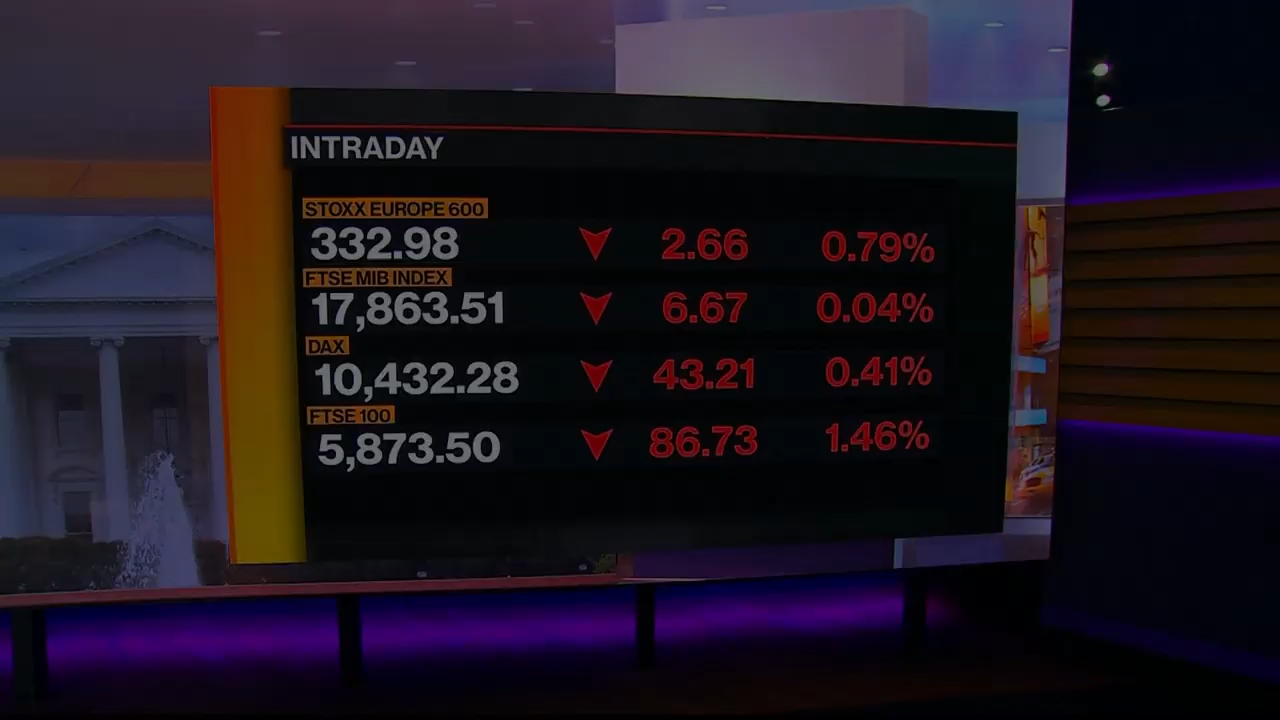 INTRADAY
STOXX EUROPE 600
332.98 2.66 0.79%
FTSE MIB INDEX
17,863.51 6.67 0.04%
DAX
10,432.28 43.21 0.41%
FTSE 100
5,873.50 86.73 1.46%